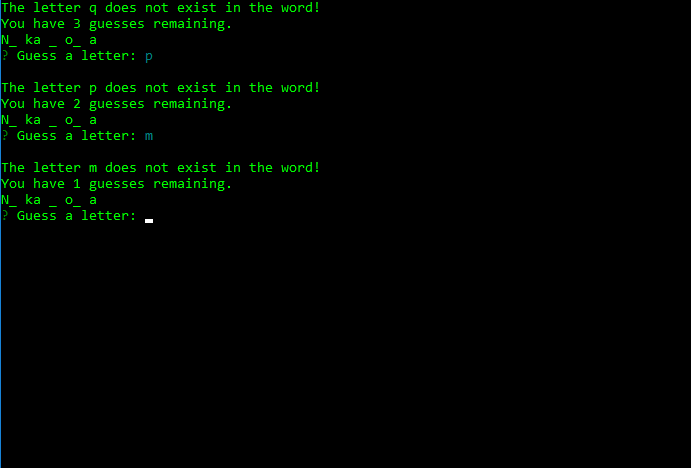 The letter q does not exist in the word!
You have 3 guesses remaining.
N_ ka _ o_ a
? Guess a letter: p
The letter p does not exist in the word!
You have 2 guesses remaining.
N_ ka _ o_ a
? Guess a letter: m
The letter m does not exist in the word!
You have 1 guesses remaining.
N_ ka _ o_ a
? Guess a letter: